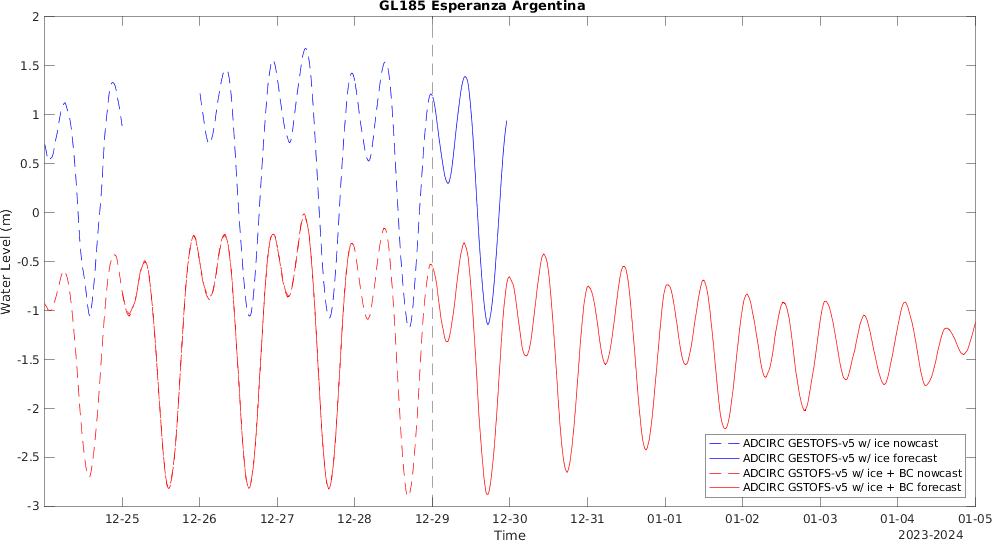 GL185 Esperanza Argentina
2
1.5
1
0.5
0
-0.5
-1
-1.5
-2
-2.5
-3
Water Level (m)
12-25 12-26 12-27 12-28 12-29 12-30 12-31 01-01 01-02 01-03 01-04 01-05
Time
2023-2024
ADCIRC GESTOFS-v5 w/ ice nowcast
ADCIRC GESTOFS-v5 w/ ice forecast
ADCIRC GSTOFS-v5 w/ ice + BC nowcast
ADCIRC GSTOFS-v5 w/ ice + BC forecast